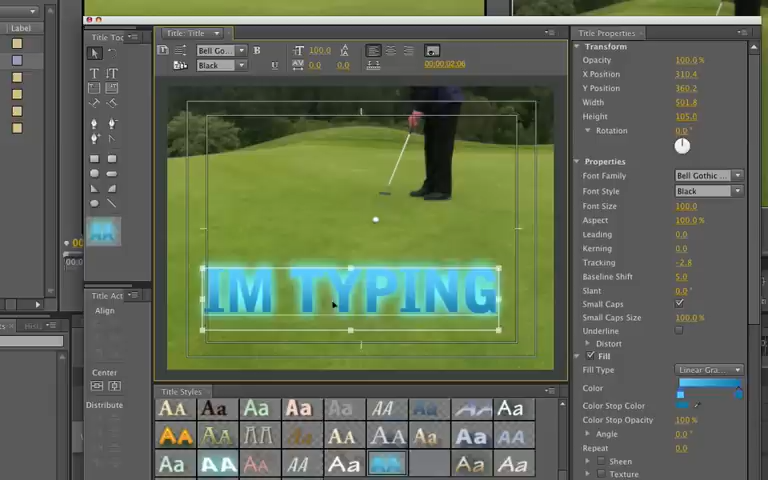 Label
Title Too
Title: Title
Title Properties
Bell Go...
B
100.0
Black
U
0.0
0.0
00:00:02:06
Transform
Opacity 100.0 %
X Position 310.4
Y Position 360.2
Width 501.8
Height 105.0
Rotation 0.0 °
Properties
Font Family Bell Gothic ...
Font Style Black
Font Size 100.0
Aspect 100.0 %
Leading 0.0
Kerning 0.0
Tracking -2.8
Baseline Shift 5.0
Slant 0.0 °
Small Caps
Small Caps Size 100.0 %
Underline
Distort
Fill
Fill Type Linear Gra...
Color
Color Stop Color
Color Stop Opacity 100 %
Angle 0.0 °
Repeat 0.0
Sheen
Texture
IM TYPING
Title Act
Align
Center
Distribute
Title Styles
AA Aa Aa Aa Aa AA Aa AA Aa
AA AA AA Aa AA AA Aa Aa AA
Aa AA AA AA Aa AA Aa Aa